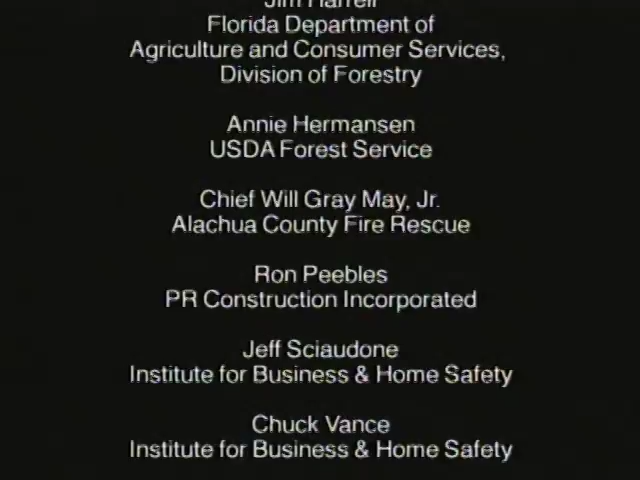 Jim Harrell
Florida Department of
Agriculture and Consumer Services,
Division of Forestry
Annie Hermansen
USDA Forest Service
Chief Will Gray May, Jr.
Alachua County Fire Rescue
Ron Peebles
PR Construction Incorporated
Jeff Sciaudone
Institute for Business & Home Safety
Chuck Vance
Institute for Business & Home Safety